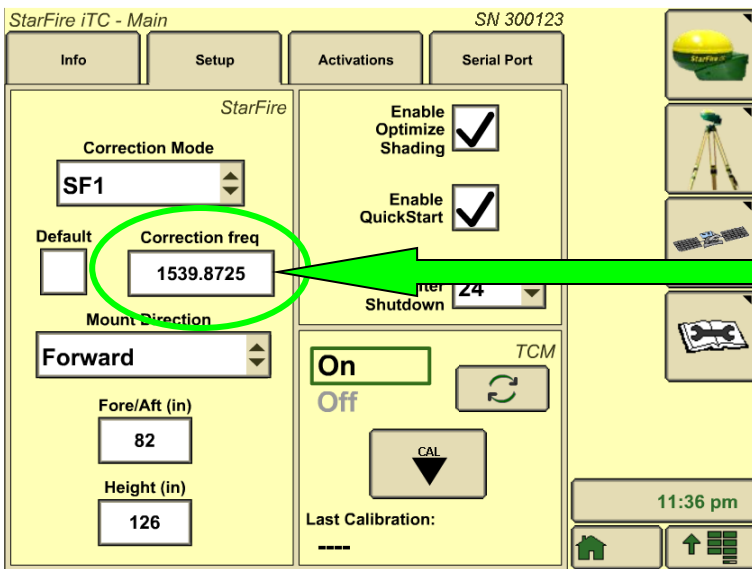 StarFire iTC - Main
SN 300123
Info
Setup
Activations
Serial Port
StarFire
Correction Mode
SF1
Default
Correction freq
1539.8725
Mount Direction
Forward
Fore/Aft (in)
82
Height (in)
126
Enable
Optimize
Shading
Enable
QuickStart
Shutdown
24
TCM
On
Off
CAL
Last Calibration:
----
StarFire
11:36 pm